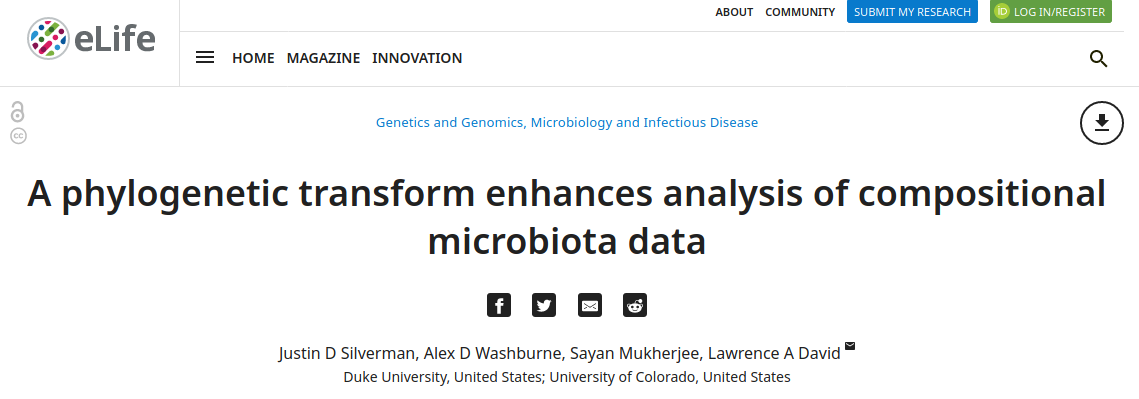 ABOUT COMMUNITY SUBMIT MY RESEARCH iD LOG IN/REGISTER
eLife
HOME MAGAZINE INNOVATION
cc
Genetics and Genomics, Microbiology and Infectious Disease
A phylogenetic transform enhances analysis of compositional
microbiota data
Justin D Silverman, Alex D Washburne, Sayan Mukherjee, Lawrence A David
Duke University, United States; University of Colorado, United States